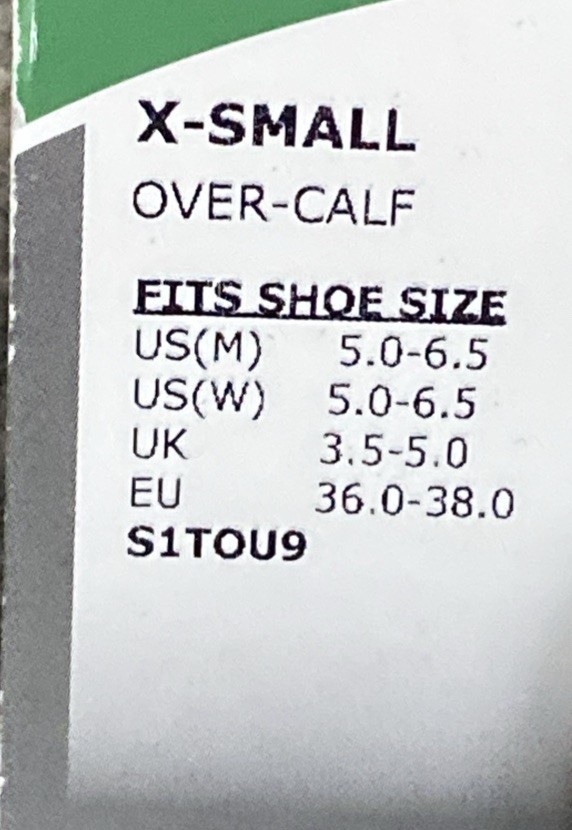 X-SMALL
OVER-CALF
FITS SHOE SIZE
US(M) 5.0-6.5
US(W) 5.0-6.5
UK 3.5-5.0
EU 36.0-38.0
S1TOU9